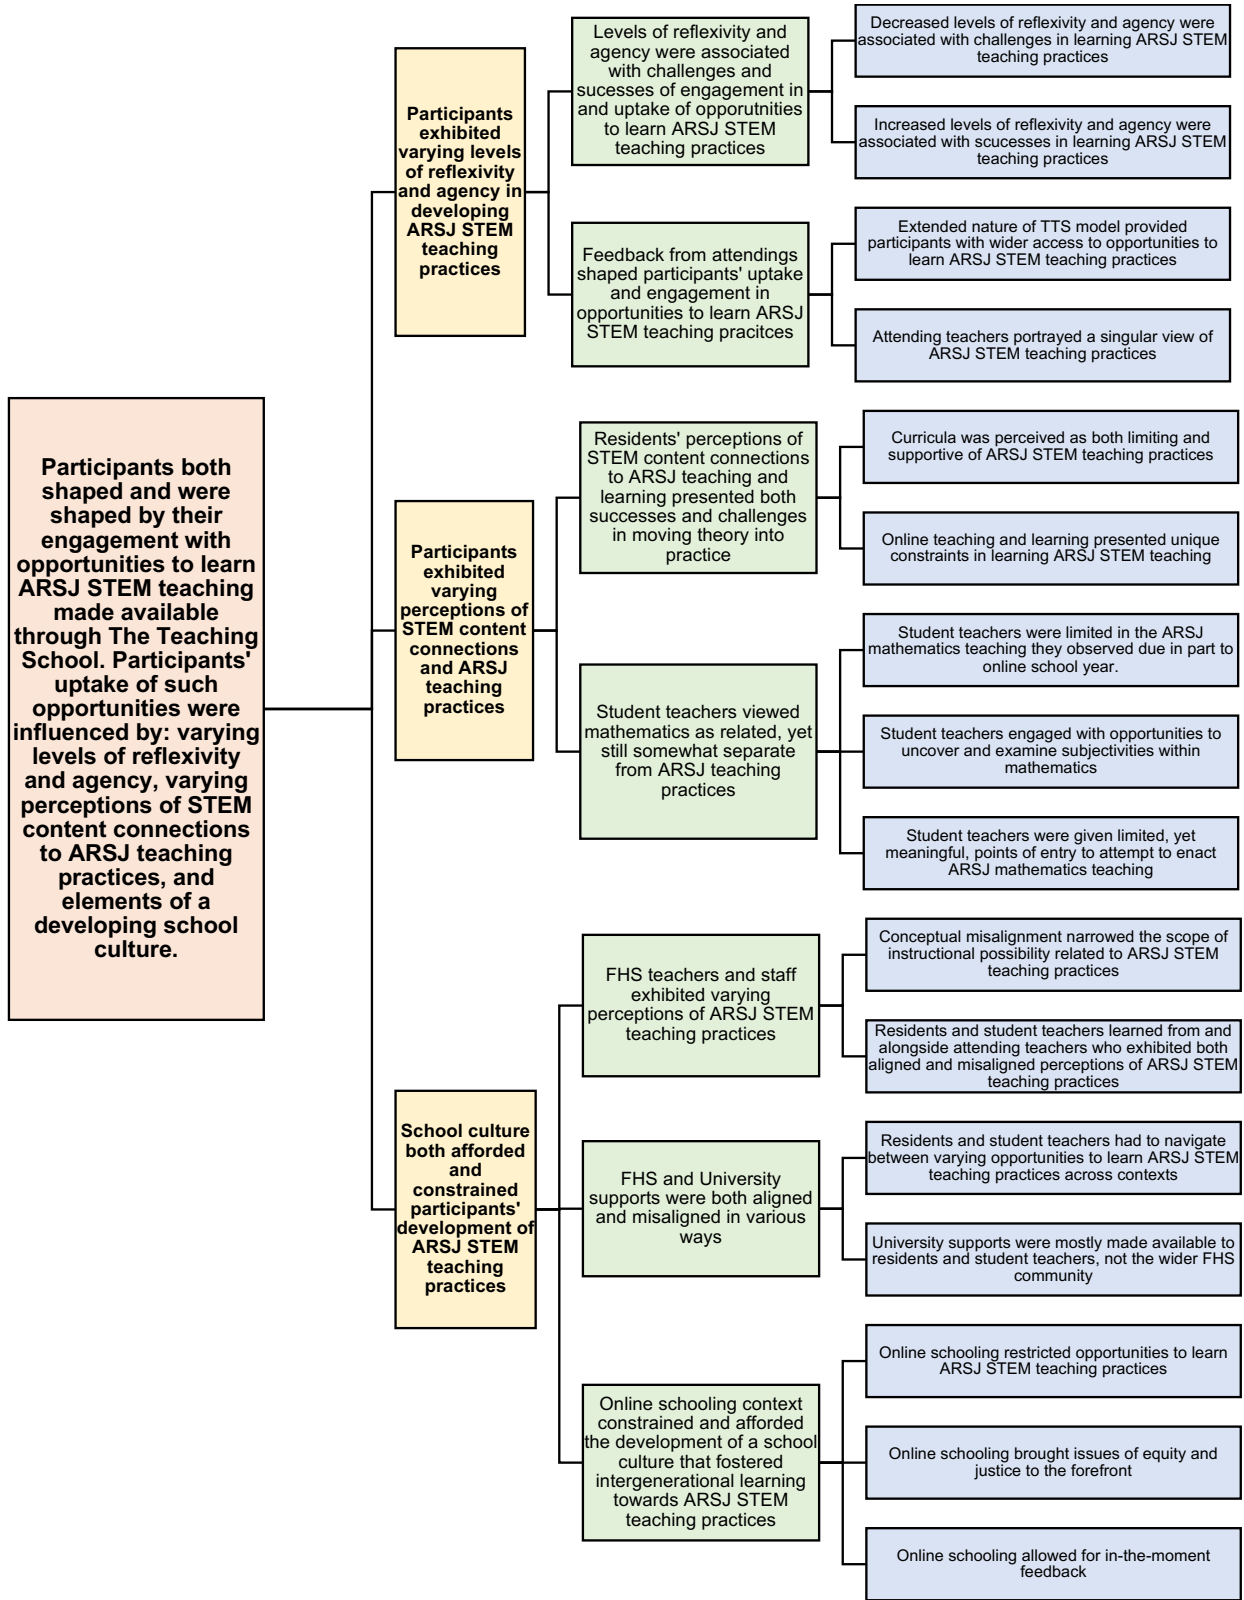 Participants both
shaped and were
shaped by their
engagement with
opportunities to learn
ARSJ STEM teaching
made available
through The Teaching
School. Participants'
uptake of such
opportunities were
influenced by: varying
levels of reflexivity
and agency, varying
perceptions of STEM
content connections
to ARSJ teaching
practices, and
elements of a
developing school
culture.
Participants
exhibited
varying levels
of reflexivity
and agency in
developing
ARSJ STEM
teaching
practices
Levels of reflexivity and
agency were associated
with challenges and
sucesses of engagement in
and uptake of opporutnities
to learn ARSJ STEM
teaching practices
Decreased levels of reflexivity and agency were
associated with challenges in learning ARSJ STEM
teaching practices
Increased levels of reflexivity and agency were
associated with scucesses in learning ARSJ STEM
teaching practices
Feedback from attendings
shaped participants' uptake
and engagement in
opportunities to learn ARSJ
STEM teaching pracitces
Extended nature of TTS model provided
participants with wider access to opportunities to
learn ARSJ STEM teaching practices
Attending teachers portrayed a singular view of
ARSJ STEM teaching practices
Participants
exhibited
varying
perceptions of
STEM content
connections
and ARSJ
teaching
practices
Residents' perceptions of
STEM content connections
to ARSJ teaching and
learning presented both
successes and challenges
in moving theory into
practice
Curricula was perceived as both limiting and
supportive of ARSJ STEM teaching practices
Online teaching and learning presented unique
constraints in learning ARSJ STEM teaching
Student teachers viewed
mathematics as related, yet
still somewhat separate
from ARSJ teaching
practices
Student teachers were limited in the ARSJ
mathematics teaching they observed due in part to
online school year.
Student teachers engaged with opportunities to
uncover and examine subjectivities within
mathematics
Student teachers were given limited, yet
meaningful, points of entry to attempt to enact
ARSJ mathematics teaching
School culture
both afforded
and
constrained
participants'
development of
ARSJ STEM
teaching
practices
FHS teachers and staff
exhibited varying
perceptions of ARSJ STEM
teaching practices
Conceptual misalignment narrowed the scope of
instructional possibility related to ARSJ STEM
teaching practices
Residents and student teachers learned from and
alongside attending teachers who exhibited both
aligned and misaligned perceptions of ARSJ STEM
teaching practices
FHS and University
supports were both aligned
and misaligned in various
ways
Residents and student teachers had to navigate
between varying opportunities to learn ARSJ STEM
teaching practices across contexts
University supports were mostly made available to
residents and student teachers, not the wider FHS
community
Online schooling context
constrained and afforded
the development of a school
culture that fostered
intergenerational learning
towards ARSJ STEM
teaching practices
Online schooling restricted opportunities to learn
ARSJ STEM teaching practices
Online schooling brought issues of equity and
justice to the forefront
Online schooling allowed for in-the-moment
feedback